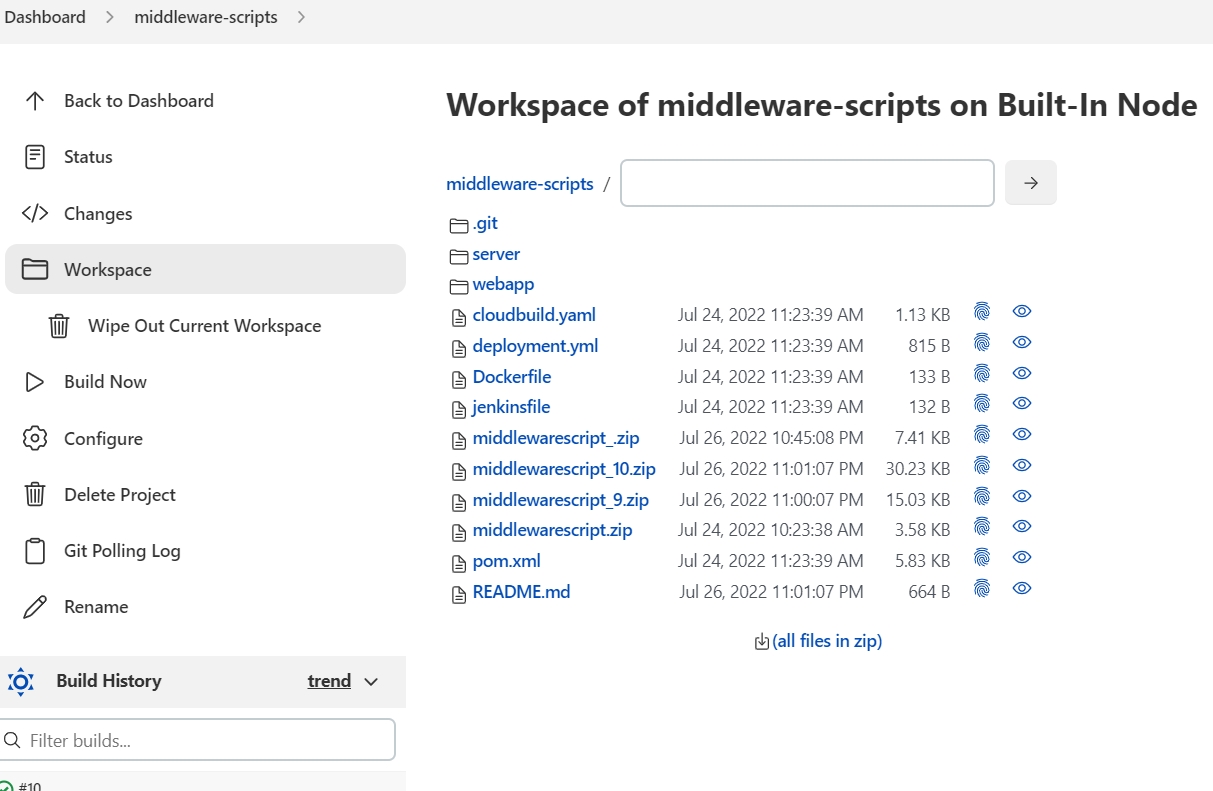 Dashboard > middleware-scripts >
Back to Dashboard
Status
Changes
Workspace
Wipe Out Current Workspace
Build Now
Configure
Delete Project
Git Polling Log
Rename
Build History trend
Filter builds...
#10
Workspace of middleware-scripts on Built-In Node
middleware-scripts /
.git
server
webapp
cloudbuild.yaml Jul 24, 2022 11:23:39 AM 1.13 KB
deployment.yml Jul 24, 2022 11:23:39 AM 815 B
Dockerfile Jul 24, 2022 11:23:39 AM 133 B
jenkinsfile Jul 24, 2022 11:23:39 AM 132 B
middlewarescript_.zip Jul 26, 2022 10:45:08 PM 7.41 KB
middlewarescript_10.zip Jul 26, 2022 11:01:07 PM 30.23 KB
middlewarescript_9.zip Jul 26, 2022 11:00:07 PM 15.03 KB
middlewarescript.zip Jul 24, 2022 10:23:38 AM 3.58 KB
pom.xml Jul 24, 2022 11:23:39 AM 5.83 KB
README.md Jul 26, 2022 11:01:07 PM 664 B
(all files in zip)